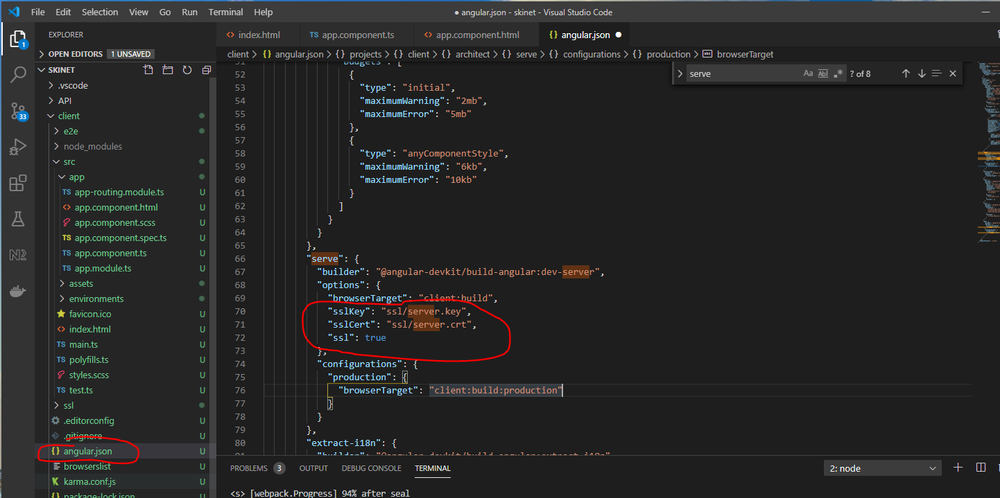 File Edit Selection View Go Run Terminal Help ● angular.json - skinet - Visual Studio Code
EXPLORER
OPEN EDITORS 1 UNSAVED
SKINET
.vscode
API
client
e2e
node_modules
src
app
TS app-routing.module.ts U
<> app.component.html U
app.component.scss U
TS app.component.spec.ts U
TS app.component.ts U
TS app.module.ts U
assets
environments
favicon.ico U
<> index.html U
TS main.ts U
TS polyfills.ts U
styles.scss U
TS test.ts U
ssl
.editorconfig U
.gitignore U
{} angular.json U
browserslist U
karma.conf.js U
{} package-lock.json U
1
33
<> index.html TS app.component.ts <> app.component.html {} angular.json ●
client > {} angular.json > {} projects > {} client > {} architect > {} serve > {} configurations > {} production > abc browserTarget
serve Aa Abl .* ? of 8
51 "budgets": [
52 {
53 "type": "initial",
54 "maximumWarning": "2mb",
55 "maximumError": "5mb"
56 },
57 {
58 "type": "anyComponentStyle",
59 "maximumWarning": "6kb",
60 "maximumError": "10kb"
61 }
62 ]
63 }
64 }
65 },
66 "serve": {
67 "builder": "@angular-devkit/build-angular:dev-server",
68 "options": {
69 "browserTarget": "client:build",
70 "sslKey": "ssl/server.key",
71 "sslCert": "ssl/server.crt",
72 "ssl": true
73 },
74 "configurations": {
75 "production": {
76 "browserTarget": "client:build:production"
77 }
78 }
79 },
80 "extract-i18n": {
81 "builder": "@angular-devkit/build-angular:extract-i18n",
PROBLEMS 3 OUTPUT DEBUG CONSOLE TERMINAL 2: node
<s> [webpack.Progress] 94% after seal